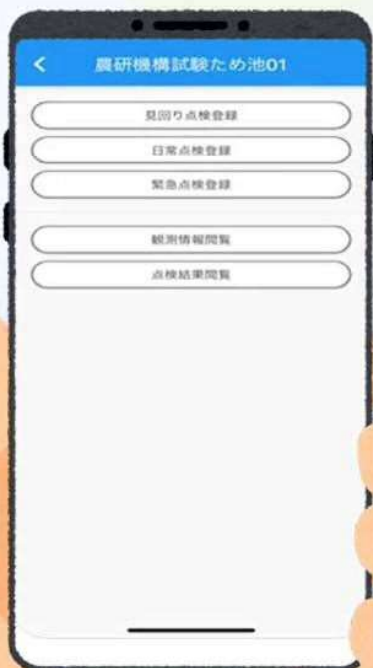 農研機構試験ため池01
見回り点検登録
日常点検登録
緊急点検登録
観測情報閲覧
点検結果閲覧